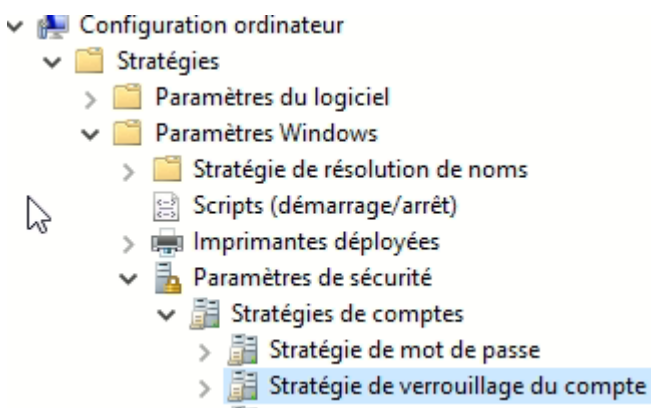 Configuration ordinateur
Stratégies
Paramètres du logiciel
Paramètres Windows
Stratégie de résolution de noms
Scripts (démarrage/arrêt)
Imprimantes déployées
Paramètres de sécurité
Stratégies de comptes
Stratégie de mot de passe
Stratégie de verrouillage du compte